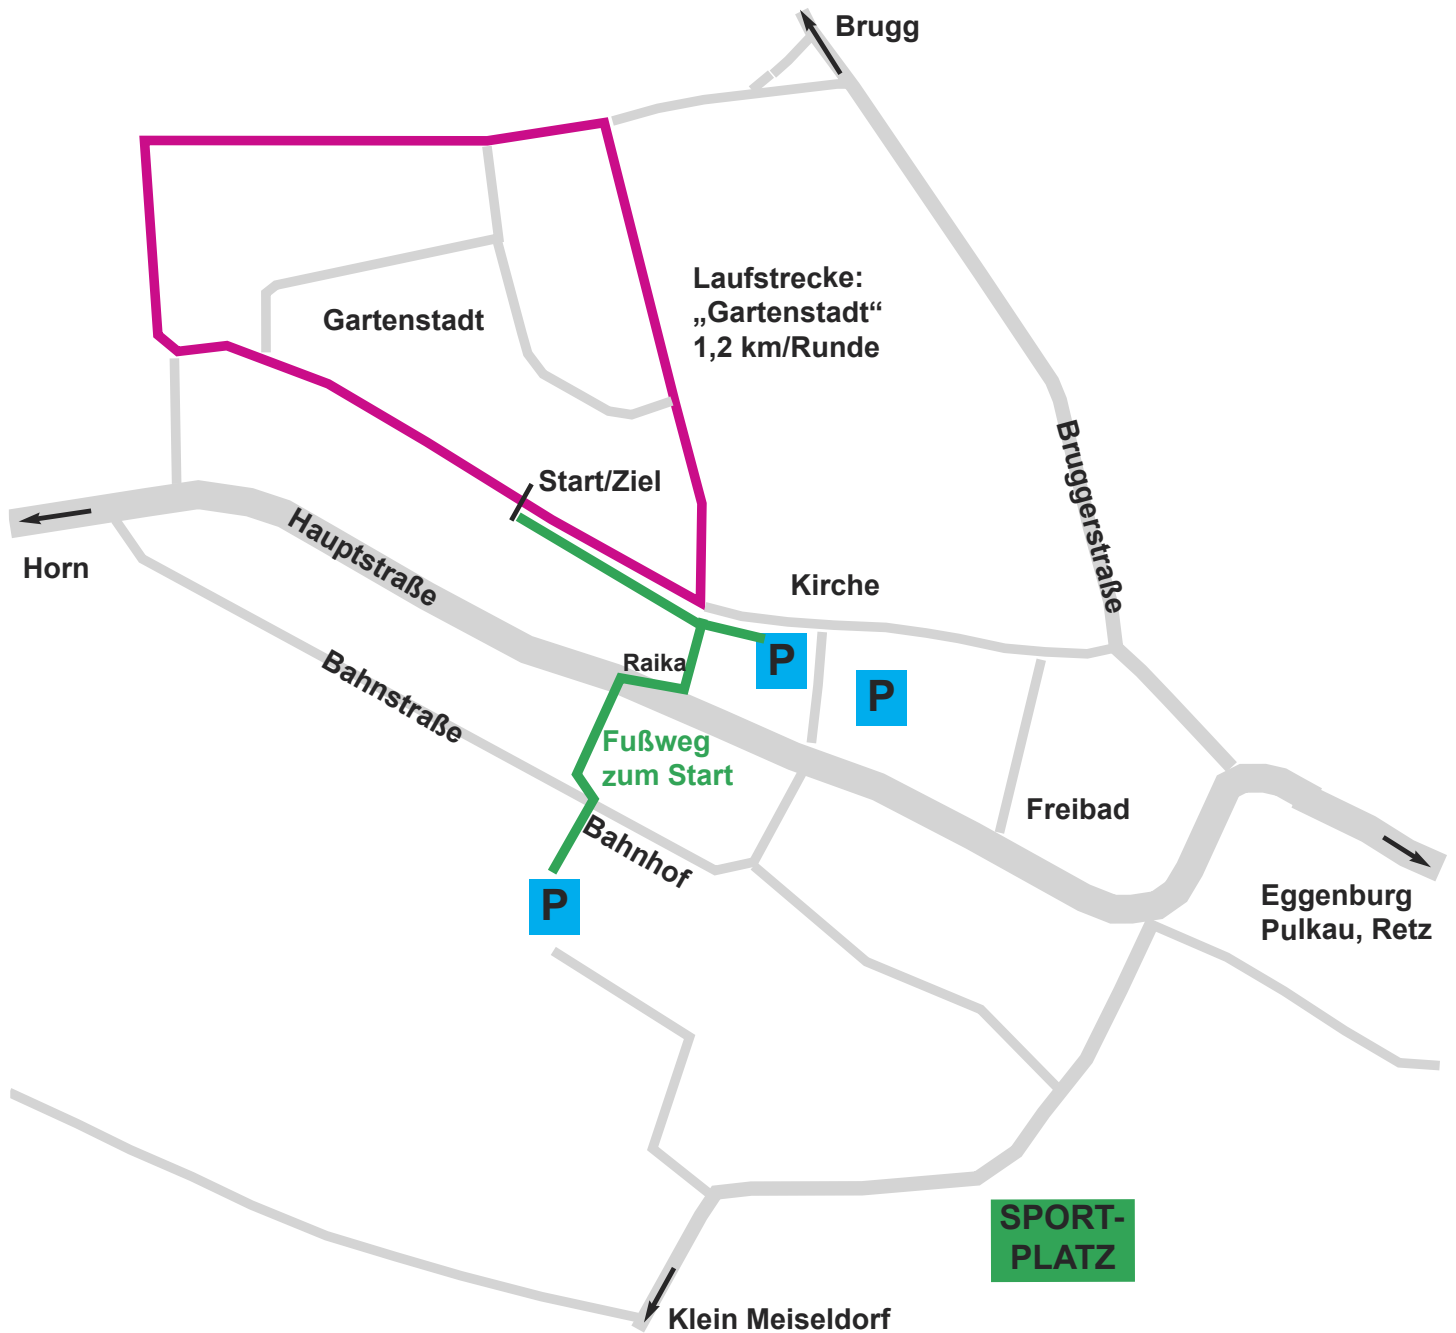 Brugg
Laufstrecke:
„Gartenstadt“
1,2 km/Runde
Gartenstadt
Start/Ziel
Bruggerstraße
Horn
Hauptstraße
Kirche
Raika
P
P
Bahnstraße
Fußweg
zum Start
Freibad
Bahnhof
P
Eggenburg
Pulkau, Retz
SPORT-
PLATZ
Klein Meiseldorf